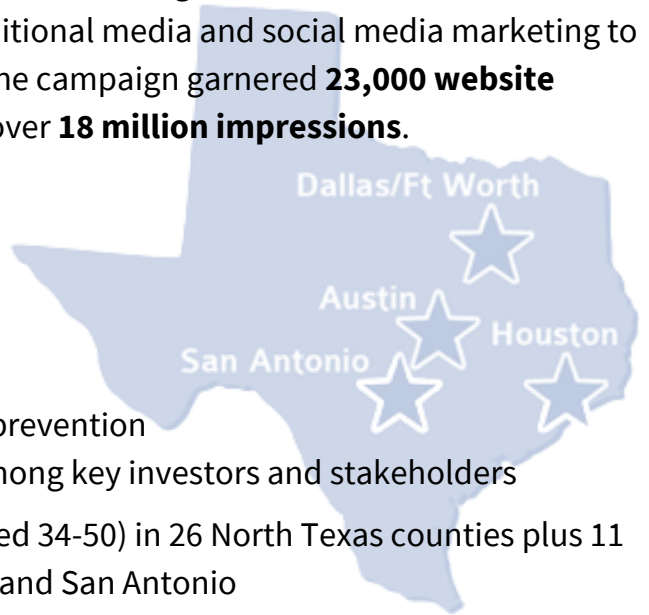 itional media and social media marketing to
ne campaign garnered 23,000 website
over 18 million impressions.
Dallas/Ft Worth
Austin
Houston
San Antonio
prevention
nong key investors and stakeholders
ed 34-50) in 26 North Texas counties plus 11
and San Antonio